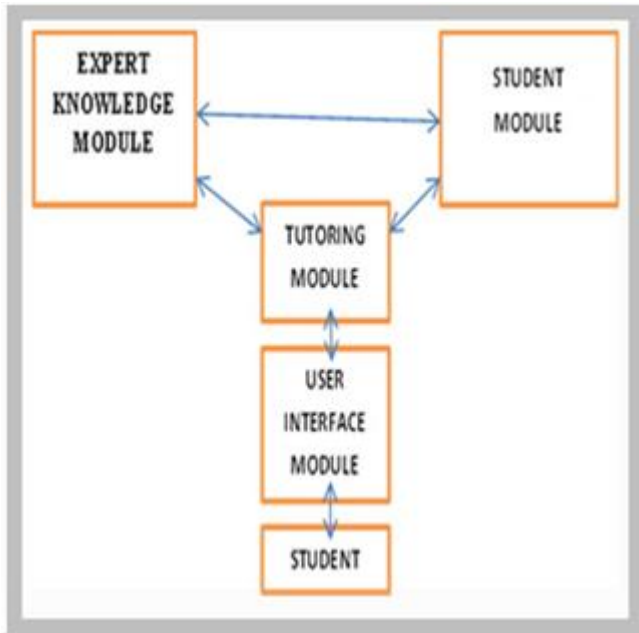 EXPERT
KNOWLEDGE
MODULE
STUDENT
MODULE
TUTORING
MODULE
USER
INTERFACE
MODULE
STUDENT